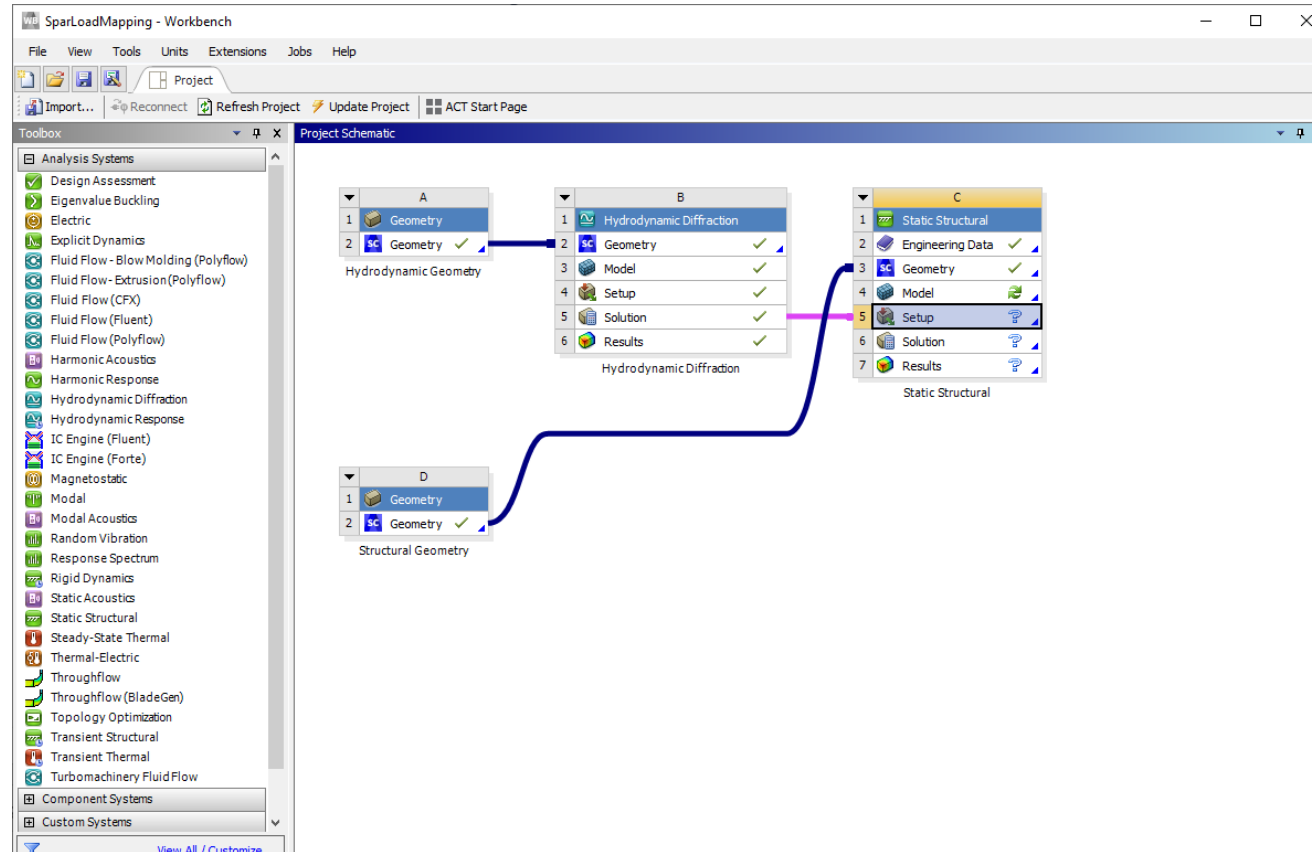 SparLoadMapping - Workbench
File View Tools Units Extensions Jobs Help
Project
Import... Reconnect Refresh Project Update Project ACT Start Page
Toolbox
Project Schematic
Analysis Systems
Design Assessment
Eigenvalue Buckling
Electric
Explicit Dynamics
Fluid Flow - Blow Molding (Polyflow)
Fluid Flow - Extrusion (Polyflow)
Fluid Flow (CFX)
Fluid Flow (Fluent)
Fluid Flow (Polyflow)
Harmonic Acoustics
Harmonic Response
Hydrodynamic Diffraction
Hydrodynamic Response
IC Engine (Fluent)
IC Engine (Forte)
Magnetostatic
Modal
Modal Acoustics
Random Vibration
Response Spectrum
Rigid Dynamics
Static Acoustics
Static Structural
Steady-State Thermal
Thermal-Electric
Throughflow
Throughflow (BladeGen)
Topology Optimization
Transient Structural
Transient Thermal
Turbomachinery Fluid Flow
Component Systems
Custom Systems
View All / Customize
A
1 Geometry
2 Geometry
Hydrodynamic Geometry
B
1 Hydrodynamic Diffraction
2 Geometry
3 Model
4 Setup
5 Solution
6 Results
Hydrodynamic Diffraction
C
1 Static Structural
2 Engineering Data
3 Geometry
4 Model
5 Setup
6 Solution
7 Results
Static Structural
D
1 Geometry
2 Geometry
Structural Geometry